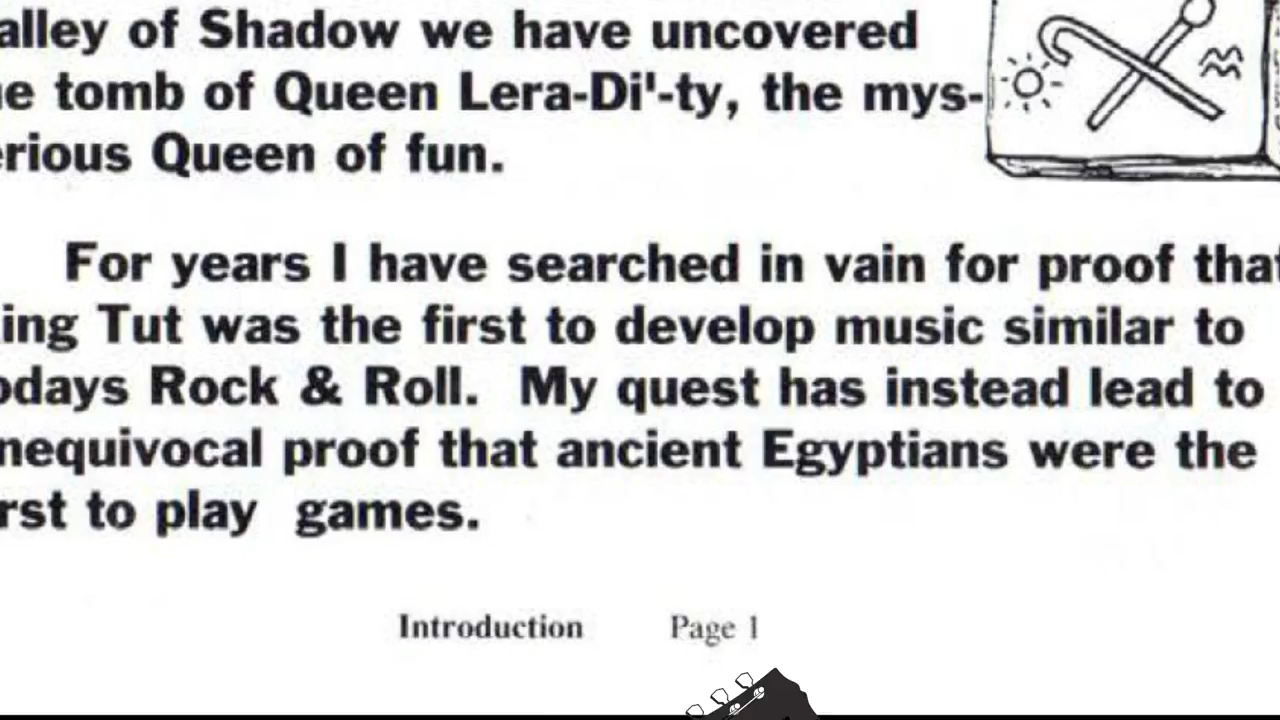 alley of Shadow we have uncovered
e tomb of Queen Lera-Di'-ty, the mys-
erious Queen of fun.
For years I have searched in vain for proof that
ing Tut was the first to develop music similar to
odays Rock & Roll. My quest has instead lead to
nequivocal proof that ancient Egyptians were the
rst to play games.
Introduction Page 1